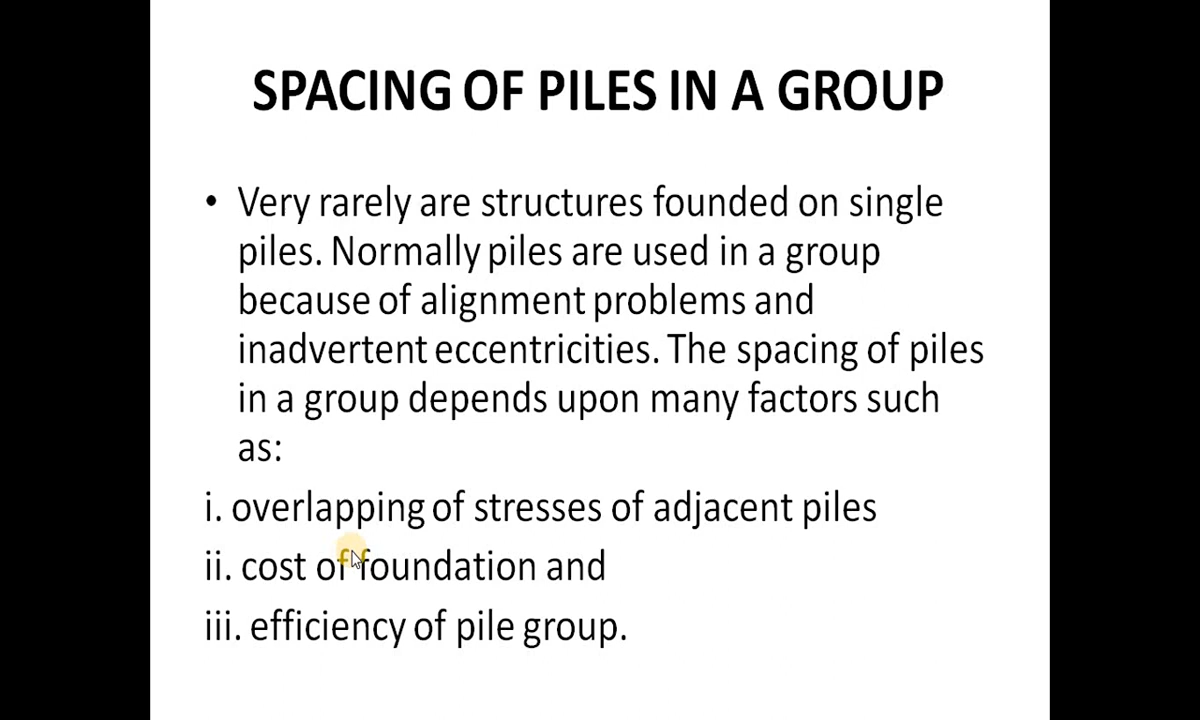 SPACING OF PILES IN A GROUP
• Very rarely are structures founded on single
piles. Normally piles are used in a group
because of alignment problems and
inadvertent eccentricities. The spacing of piles
in a group depends upon many factors such
as:
i. overlapping of stresses of adjacent piles
ii. cost of foundation and
iii. efficiency of pile group.